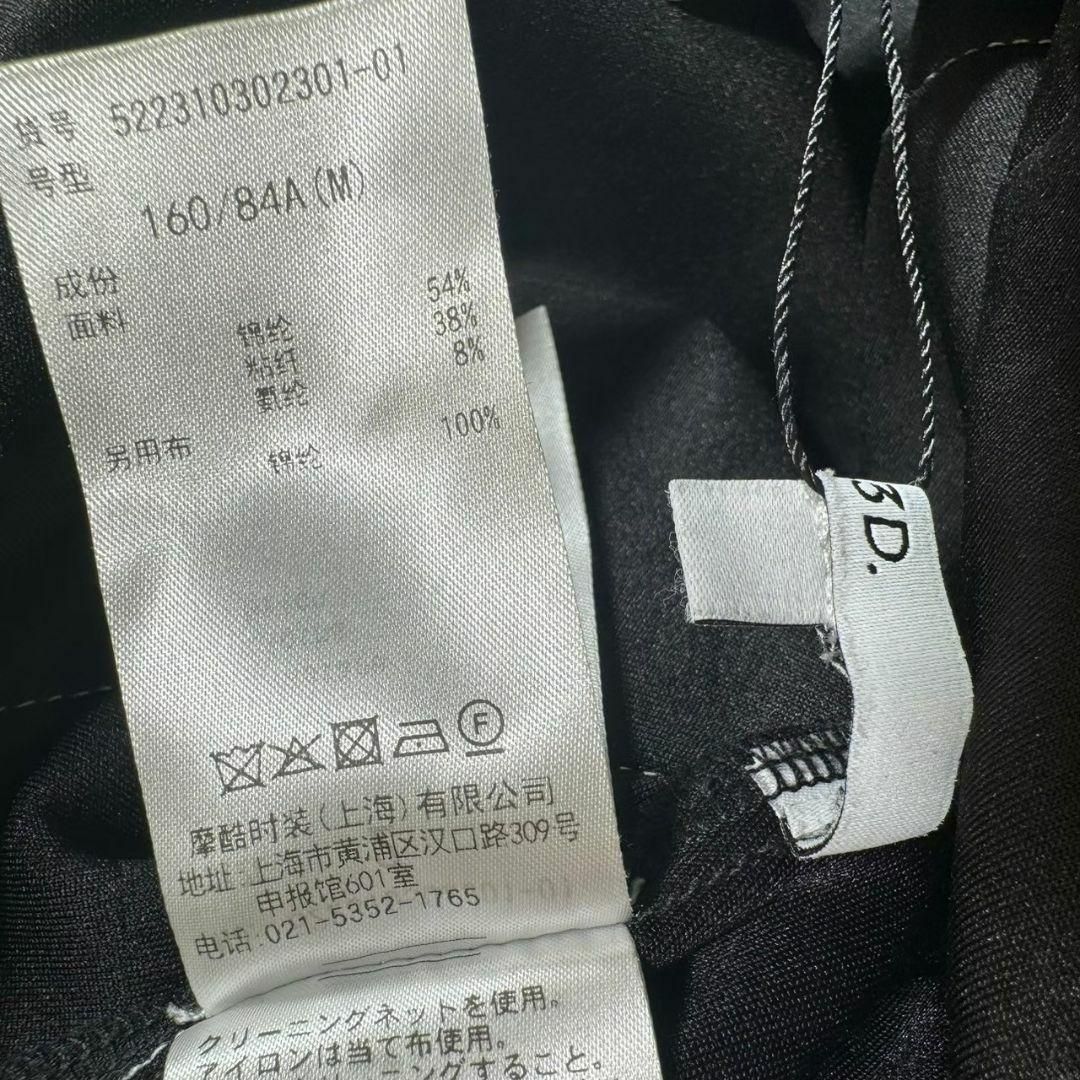 货号 522310302301-01
号型 160/84A(M)
成份
面料 锦纶 54%
粘纤 38%
氨纶 8%
另用布 锦纶 100%
F
摩酷时装(上海)有限公司
地址:上海市黄浦区汉口路309号
申报馆601室
电话:021-5352-1765
クリーニングネットを使用。
アイロンは当て布使用。
3D.